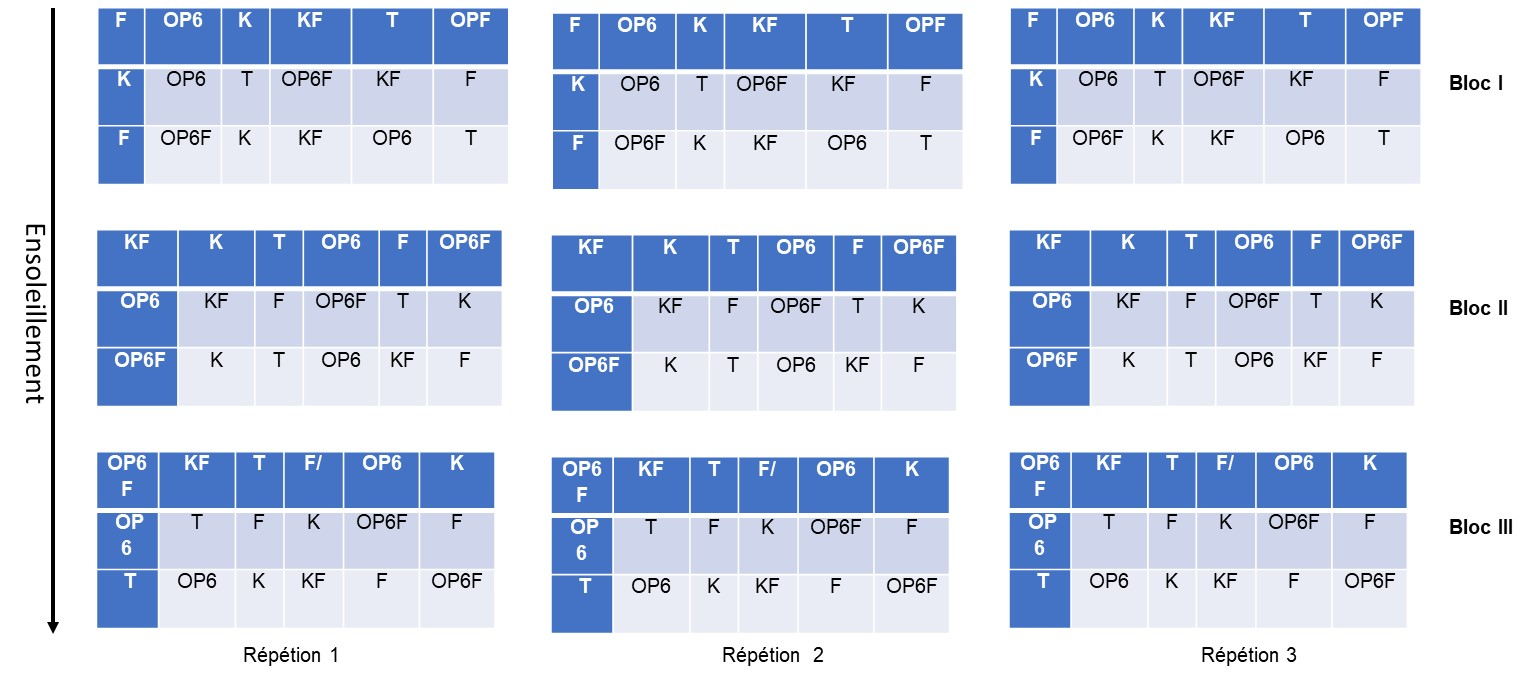 F OP6 K KF T OPF F OP6 K KF T OPF F OP6 K KF T OPF
K OP6 T OP6F KF F K OP6 T OP6F KF F K OP6 T OP6F KF F Bloc I
F OP6F K KF OP6 T F OP6F K KF OP6 T F OP6F K KF OP6 T
Ensoleillement
KF K T OP6 F OP6F KF K T OP6 F OP6F KF K T OP6 F OP6F
OP6 KF F OP6F T K OP6 KF F OP6F T K OP6 KF F OP6F T K Bloc II
OP6F K T OP6 KF F OP6F K T OP6 KF F OP6F K T OP6 KF F
OP6 KF T F/ OP6 K OP6 KF T F/ OP6 K OP6 KF T F/ OP6 K
F F F
OP T F K OP6F F OP T F K OP6F F OP T F K OP6F F Bloc III
6 6 6
T OP6 K KF F OP6F T OP6 K KF F OP6F T OP6 K KF F OP6F
Répétion 1 Répétion 2 Répétion 3